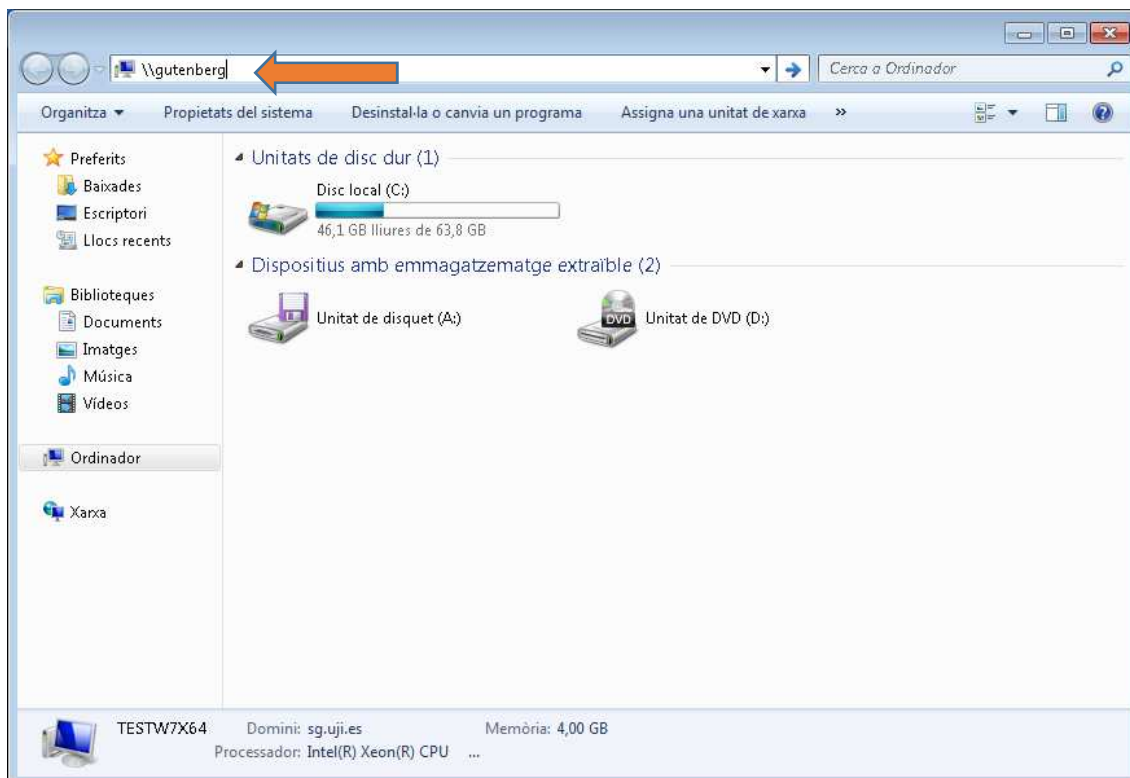 \\gutenberg
Cerca a Ordinador
Organitza Propietats del sistema Desinstal·la o canvia un programa Assigna una unitat de xarxa »
Preferits
Baixades
Escriptori
Llocs recents
Biblioteques
Documents
Imatges
Música
Vídeos
Ordinador
Xarxa
Unitats de disc dur (1)
Disc local (C:)
46,1 GB lliures de 63,8 GB
Dispositius amb emmagatzematge extraïble (2)
Unitat de disquet (A:)
DVD
Unitat de DVD (D:)
TESTW7X64 Domini: sg.uji.es Memòria: 4,00 GB
Processador: Intel(R) Xeon(R) CPU ...